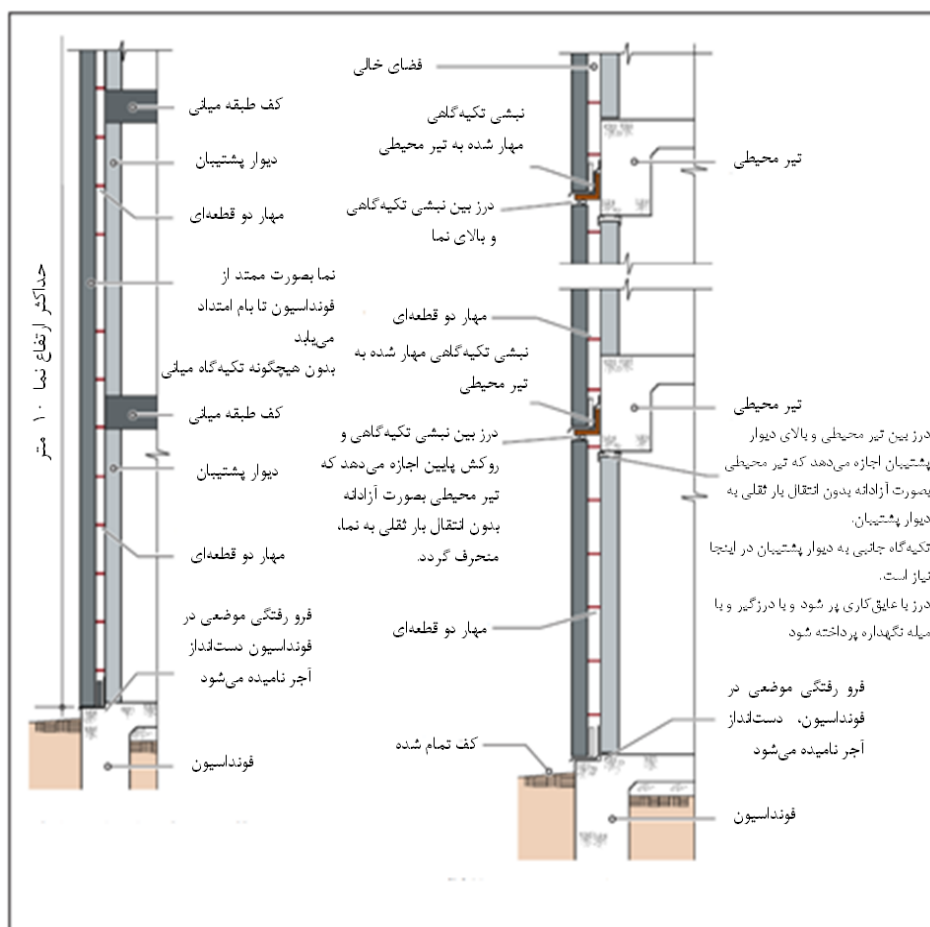 کف طبقه میانی
دیوار پشتیبان
مهار دو قطعه‌ای
نما بصورت ممتد از
فونداسیون تا بام امتداد
می‌یابد
بدون هیچگونه تکیه‌گاه میانی
حداکثر ارتفاع نما ۱۰ متر
کف طبقه میانی
دیوار پشتیبان
مهار دو قطعه‌ای
فرو رفتگی موضعی در
فونداسیون دست‌انداز
آجر نامیده می‌شود
فونداسیون
فضای خالی
نبشی تکیه‌گاهی
مهار شده به تیر محیطی
درز بین نبشی تکیه‌گاهی
و بالای نما
مهار دو قطعه‌ای
نبشی تکیه‌گاهی مهار شده به
تیر محیطی
درز بین نبشی تکیه‌گاهی و
روکش پایین اجازه می‌دهد که
تیر محیطی بصورت آزادانه
بدون انتقال بار ثقلی به نما،
منحرف گردد.
مهار دو قطعه‌ای
کف تمام شده
تیر محیطی
تیر محیطی
درز بین تیر محیطی و بالای دیوار
پشتیبان اجازه می‌دهد که تیر محیطی
بصورت آزادانه بدون انتقال بار ثقلی به
دیوار پشتیبان.
تکیه‌گاه جانبی به دیوار پشتیبان در اینجا
نیاز است.
درز با عایق‌کاری پر شود و با درزگیر و با
میله نگهداره پرداخته شود
فرو رفتگی موضعی در
فونداسیون، دست‌انداز
آجر نامیده می‌شود
فونداسیون